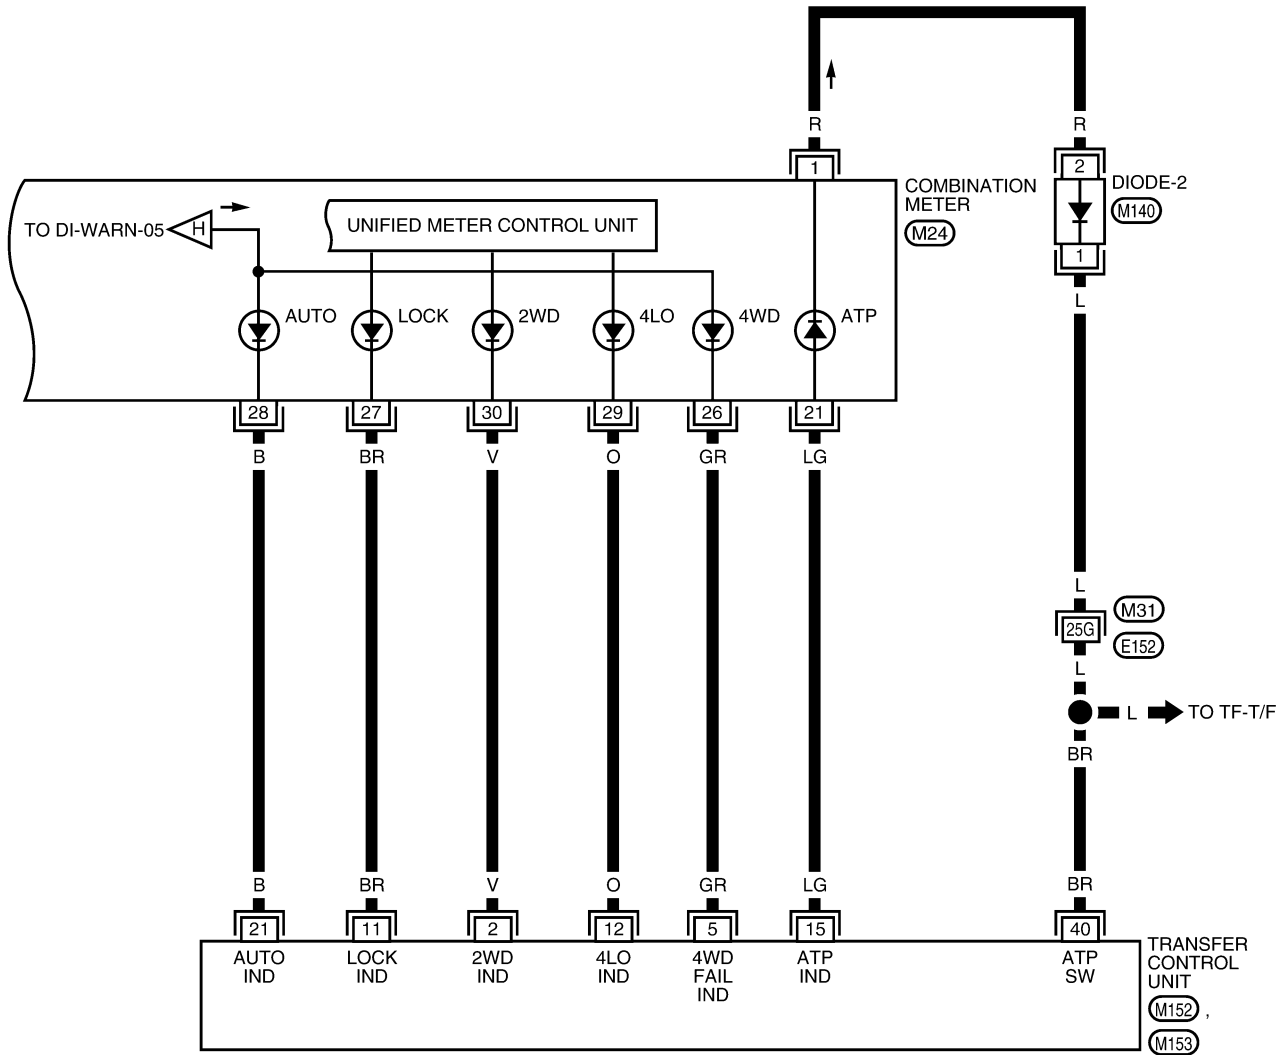 R
R
1
2
COMBINATION
METER
M24
DIODE-2
M140
TO DI-WARN-05
H
UNIFIED METER CONTROL UNIT
1
L
AUTO
LOCK
2WD
4LO
4WD
ATP
28
27
30
29
26
21
B
BR
V
O
GR
LG
L
25G
M31
E152
L
L
TO TF-T/F
BR
B
BR
V
O
GR
LG
BR
21
11
2
12
5
15
40
AUTO
IND
LOCK
IND
2WD
IND
4LO
IND
4WD
FAIL
IND
ATP
IND
ATP
SW
TRANSFER
CONTROL
UNIT
M152 ,
M153